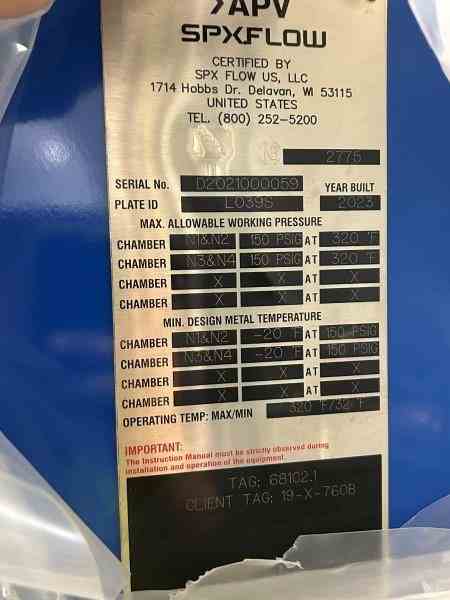 APV
SPXFLOW
CERTIFIED BY
SPX FLOW US, LLC
1714 Hobbs Dr. Delavan, WI 53115
UNITED STATES
TEL. (800) 252-5200
2775
SERIAL No. D2021000059 YEAR BUILT
PLATE ID L039S 2023
MAX. ALLOWABLE WORKING PRESSURE
CHAMBER N1&N2 150 PSIG AT 320 °F
CHAMBER N3&N4 150 PSIG AT 320 °F
CHAMBER X X AT X
CHAMBER X X AT X
MIN. DESIGN METAL TEMPERATURE
CHAMBER N1&N2 -20 F AT 150 PSIG
CHAMBER N3&N4 -20 F AT 150 PSIG
CHAMBER X X AT X
CHAMBER X X AT X
OPERATING TEMP: MAX/MIN 320 F/32 F
IMPORTANT:
The Instruction Manual must be strictly observed during
installation and operation of the equipment.
TAG: 68102.1
CLIENT TAG: 19-X-760B